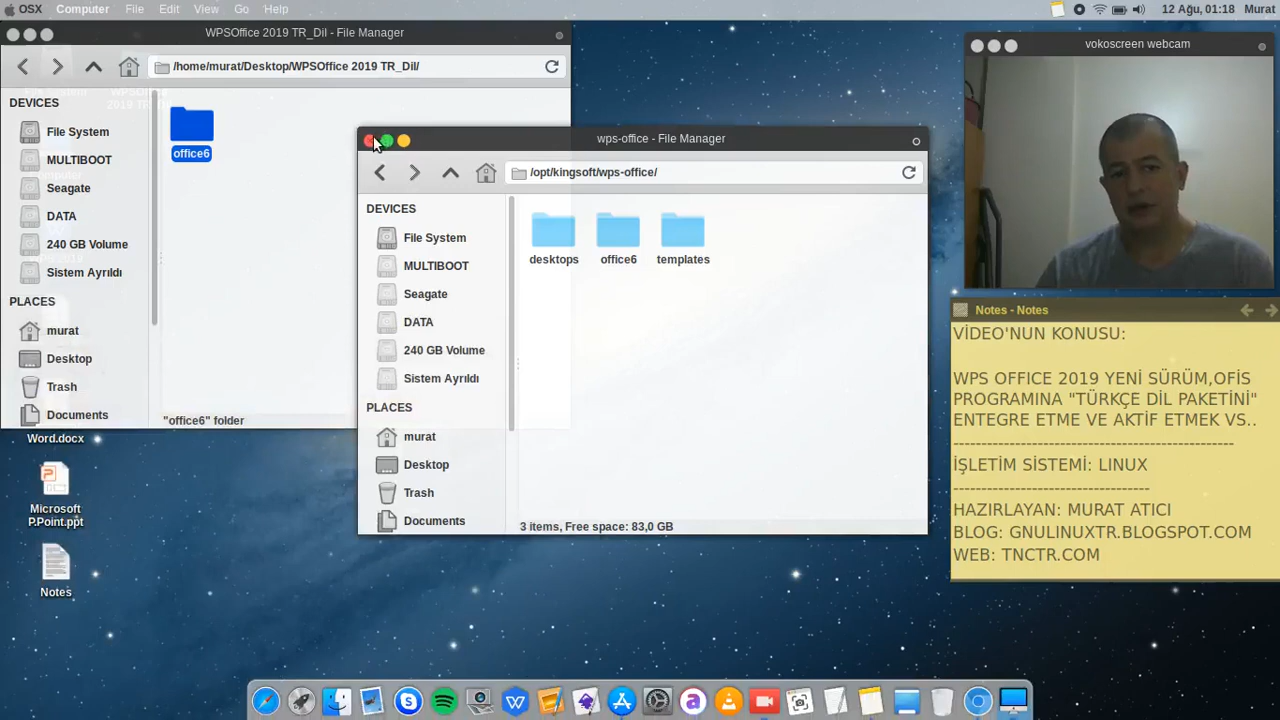 OSX Computer File Edit View Go Help
12 Ağu, 01:18 Murat
WPSOffice 2019 TR_Dil - File Manager
/home/murat/Desktop/WPSOffice 2019 TR_Dil/
DEVICES
File System
MULTIBOOT
Seagate
DATA
240 GB Volume
Sistem Ayrıldı
PLACES
murat
Desktop
Trash
Documents
office6
"office6" folder
wps-office - File Manager
/opt/kingsoft/wps-office/
DEVICES
File System
MULTIBOOT
Seagate
DATA
240 GB Volume
Sistem Ayrıldı
PLACES
murat
Desktop
Trash
Documents
desktops
office6
templates
3 items, Free space: 83,0 GB
vokoscreen webcam
Notes - Notes
VİDEO'NUN KONUSU:
WPS OFFICE 2019 YENİ SÜRÜM,OFİS
PROGRAMINA "TÜRKÇE DİL PAKETİNİ"
ENTEGRE ETME VE AKTİF ETMEK VS..
------------------------------------------------
İŞLETİM SİSTEMİ: LINUX
---------------------------------
HAZIRLAYAN: MURAT ATICI
BLOG: GNULINUXTR.BLOGSPOT.COM
WEB: TNCTR.COM
Word.docx
Microsoft
P.Point.ppt
Notes